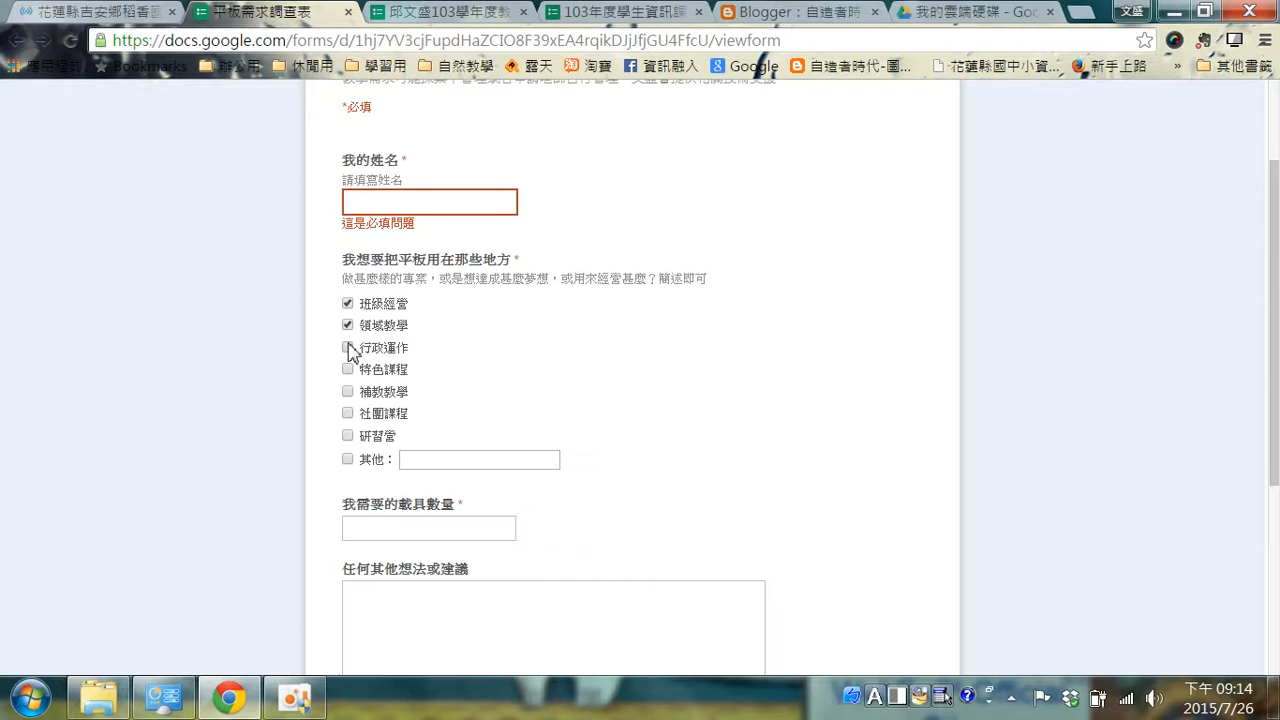 花蓮縣吉安鄉稻香國
平板需求調查表
邱文盛103學年度教
103年度學生資訊課
Blogger：自造者時
我的雲端硬碟 - Goo
文盛
https://docs.google.com/forms/d/1hj7YV3cjFupdHaZCIO8F39xEA4rqikDJjJfjGU4FfcU/viewform
應用程式
Bookmarks
辦公用
休閒用
學習用
自然教學
露天
淘寶
資訊融入
Google
自造者時代-圖...
花蓮縣國中小資...
新手上路
»
其他書籤
*必填
我的姓名 *
請填寫姓名
這是必填問題
我想要把平板用在那些地方 *
做甚麼樣的專案，或是想達成甚麼夢想，或用來經營甚麼？簡述即可
班級經營
領域教學
行政運作
特色課程
補教教學
社團課程
研習營
其他：
我需要的載具數量 *
任何其他想法或建議
A
下午 09:14
2015/7/26